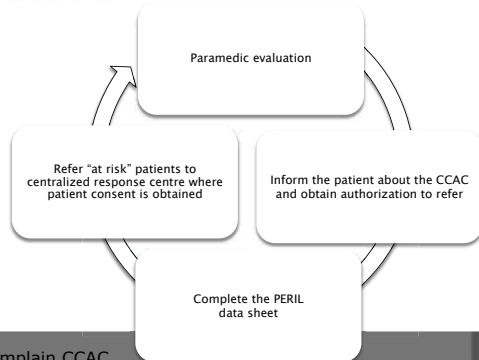 Paramedic evaluation
Inform the patient about the CCAC
and obtain authorization to refer
Complete the PERIL
data sheet
Refer “at risk” patients to
centralized response centre where
patient consent is obtained
CCAC